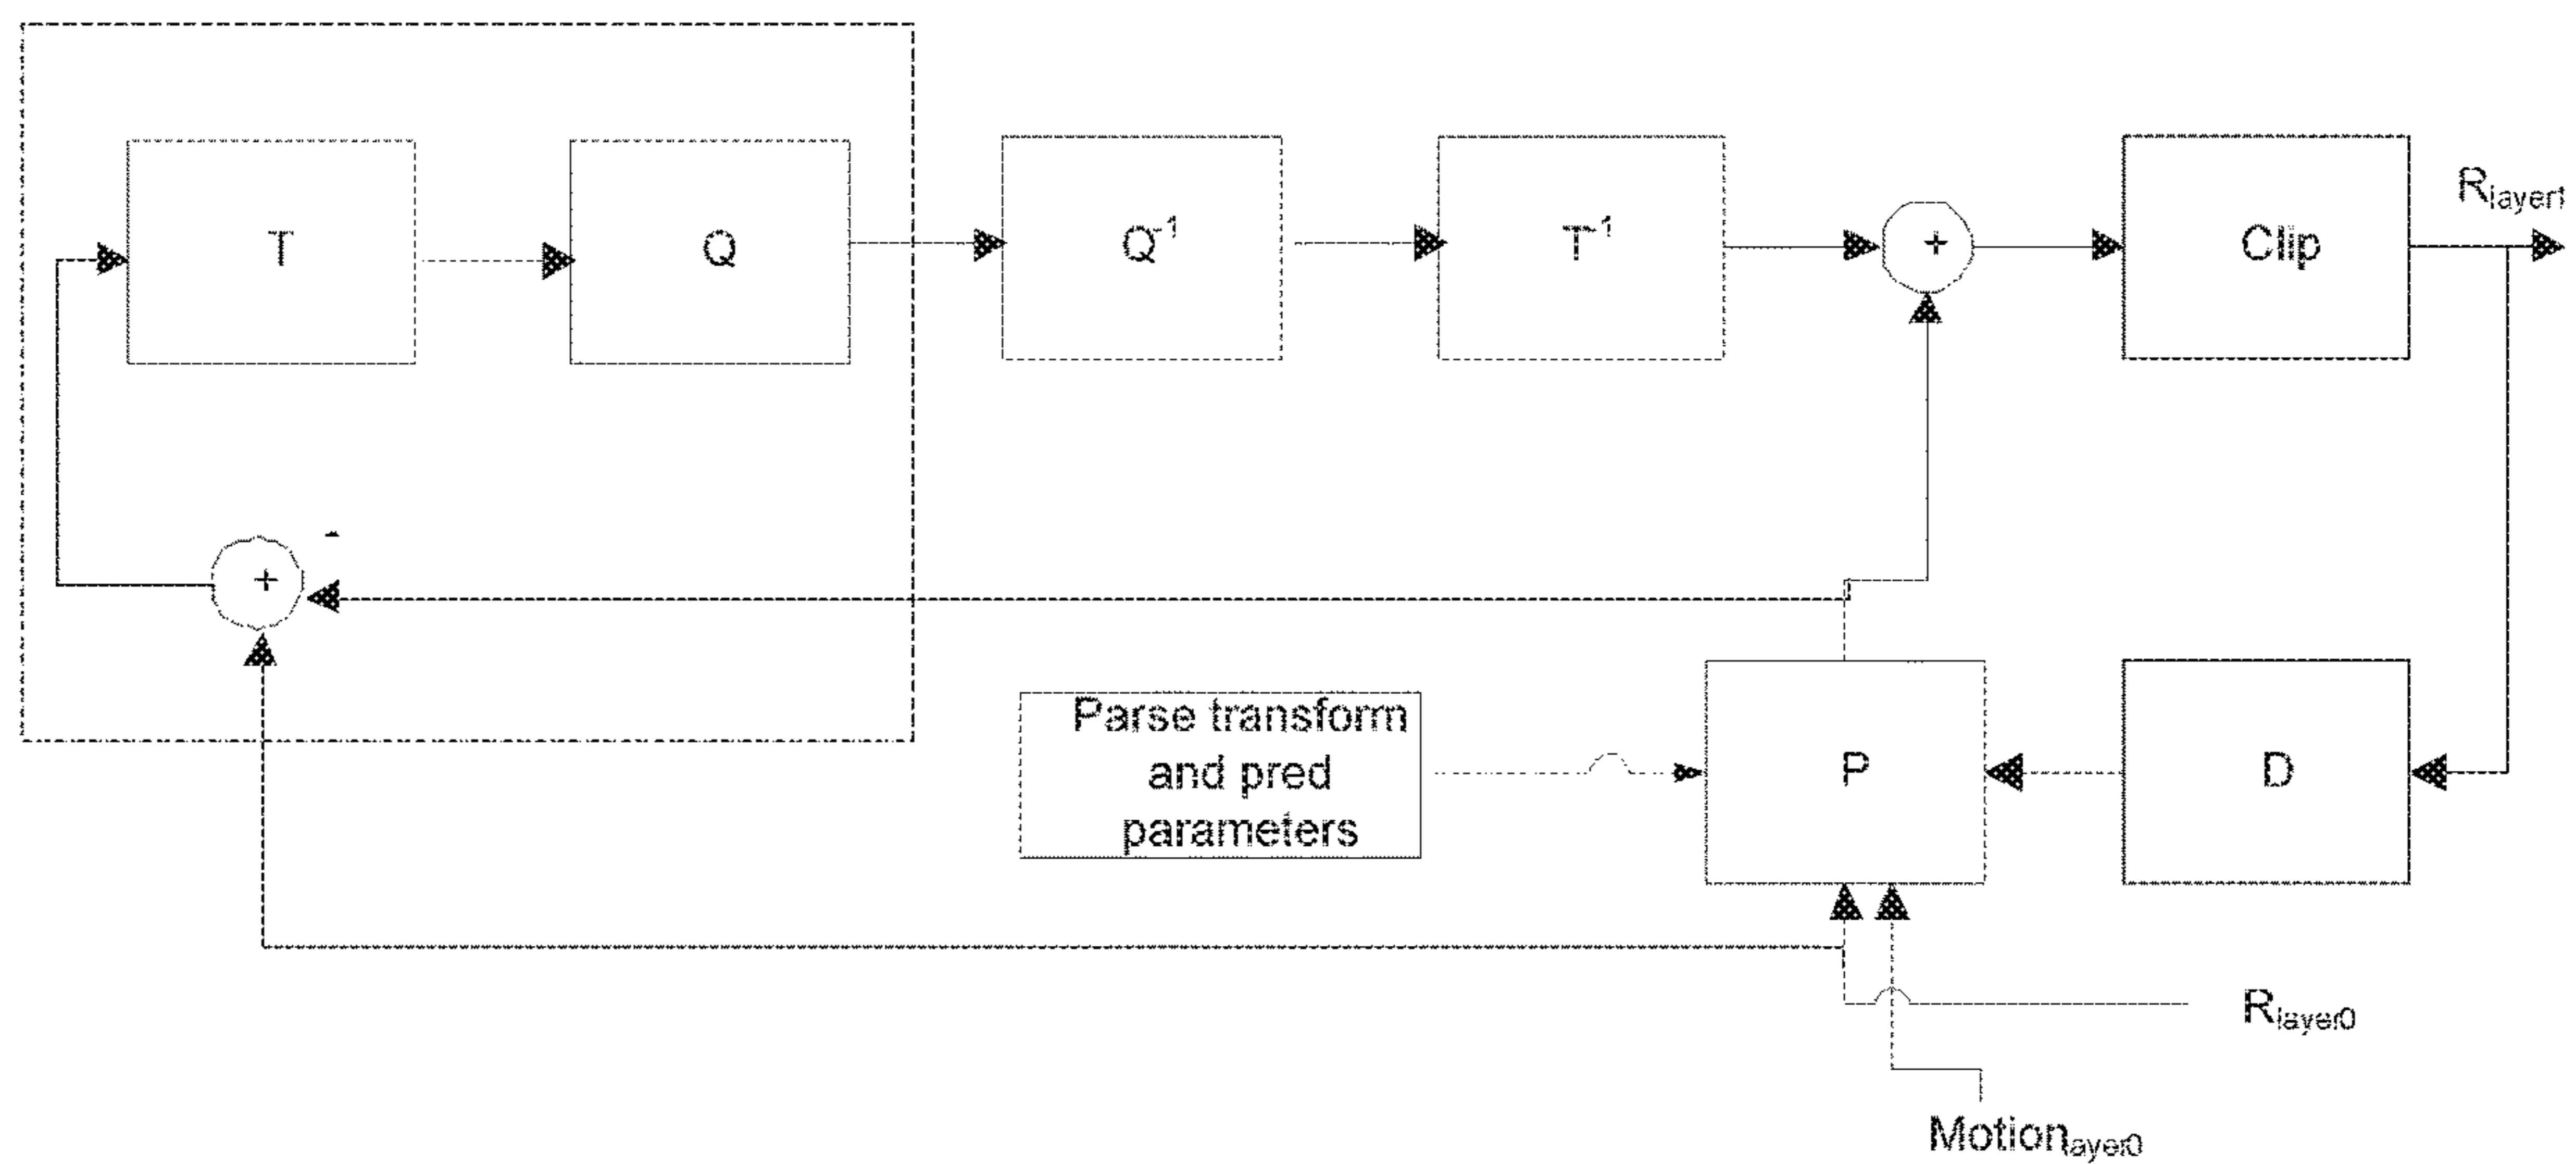 T
Q
Q⁻¹
T⁻¹
+
Clip
Rlayer1
-
+
Parse transform
and pred
parameters
P
D
Rlayer0
Motionlayer0